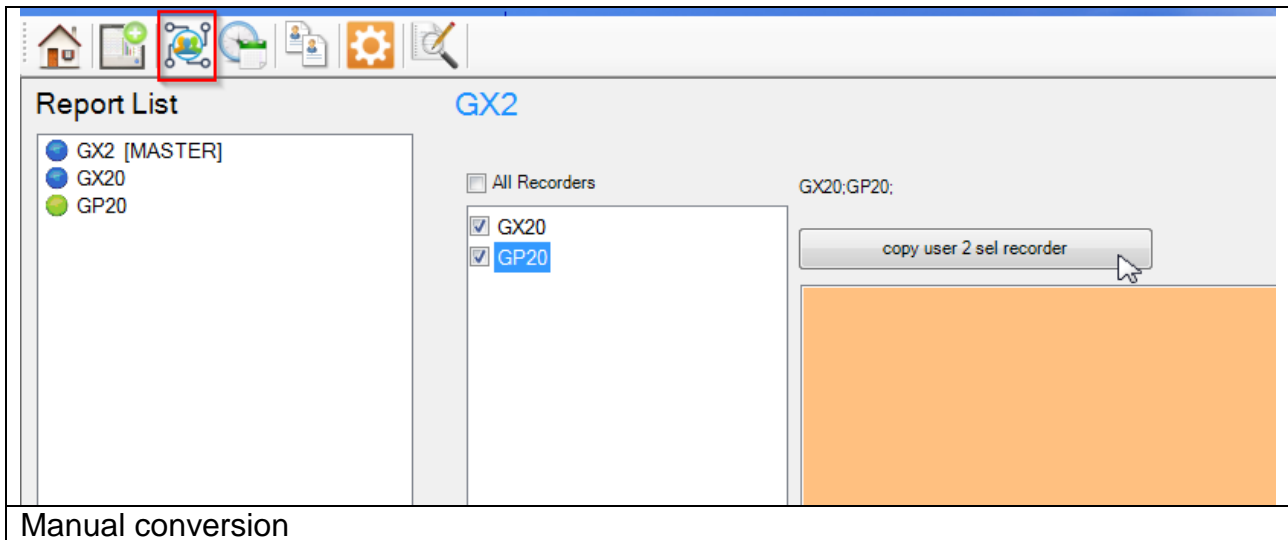 Report List
GX2 [MASTER]
GX20
GP20
GX2
All Recorders
GX20
GP20
GX20;GP20;
copy user 2 sel recorder
Manual conversion